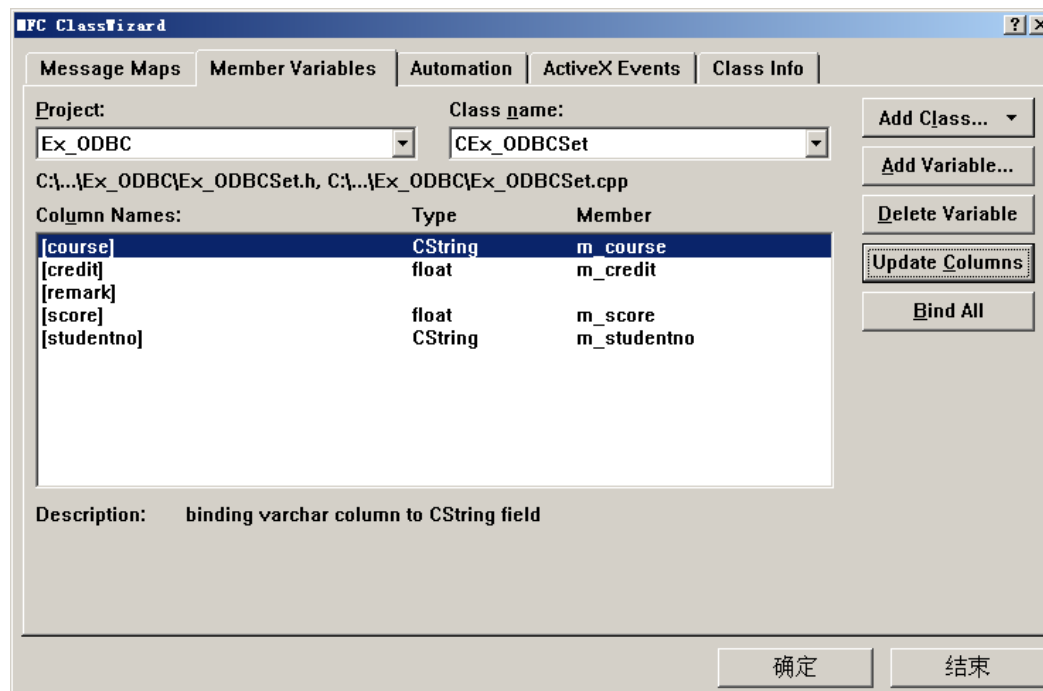 MFC ClassWizard
Message Maps Member Variables Automation ActiveX Events Class Info
Project: Class name:
Ex_ODBC CEx_ODBCSet
Add Class...
C:\...\Ex_ODBC\Ex_ODBCSet.h, C:\...\Ex_ODBC\Ex_ODBCSet.cpp
Add Variable...
Column Names: Type Member
Delete Variable
[course] CString m_course
[credit] float m_credit
Update Columns
[remark]
[score] float m_score
Bind All
[studentno] CString m_studentno
Description: binding varchar column to CString field
确定 结束